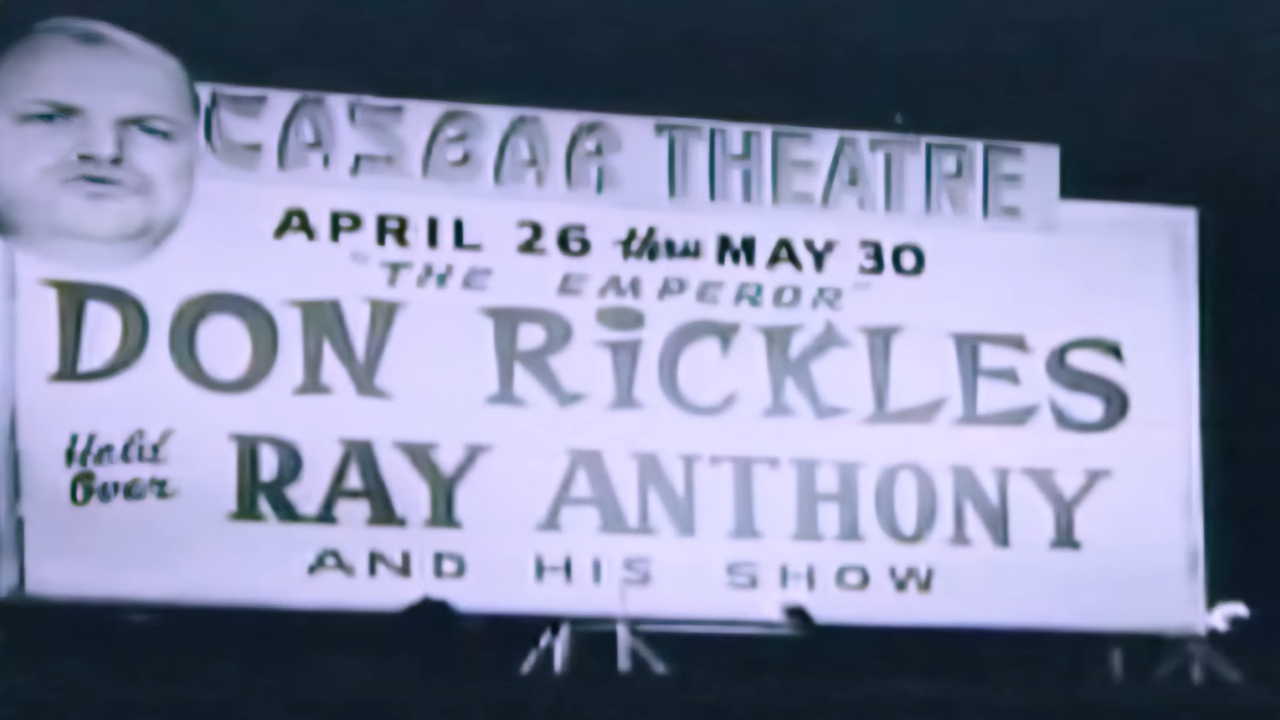 CASBAR THEATRE
APRIL 26 thru MAY 30
"THE EMPEROR"
DON RiCKLES
Held Over RAY ANTHONY
AND HIS SHOW